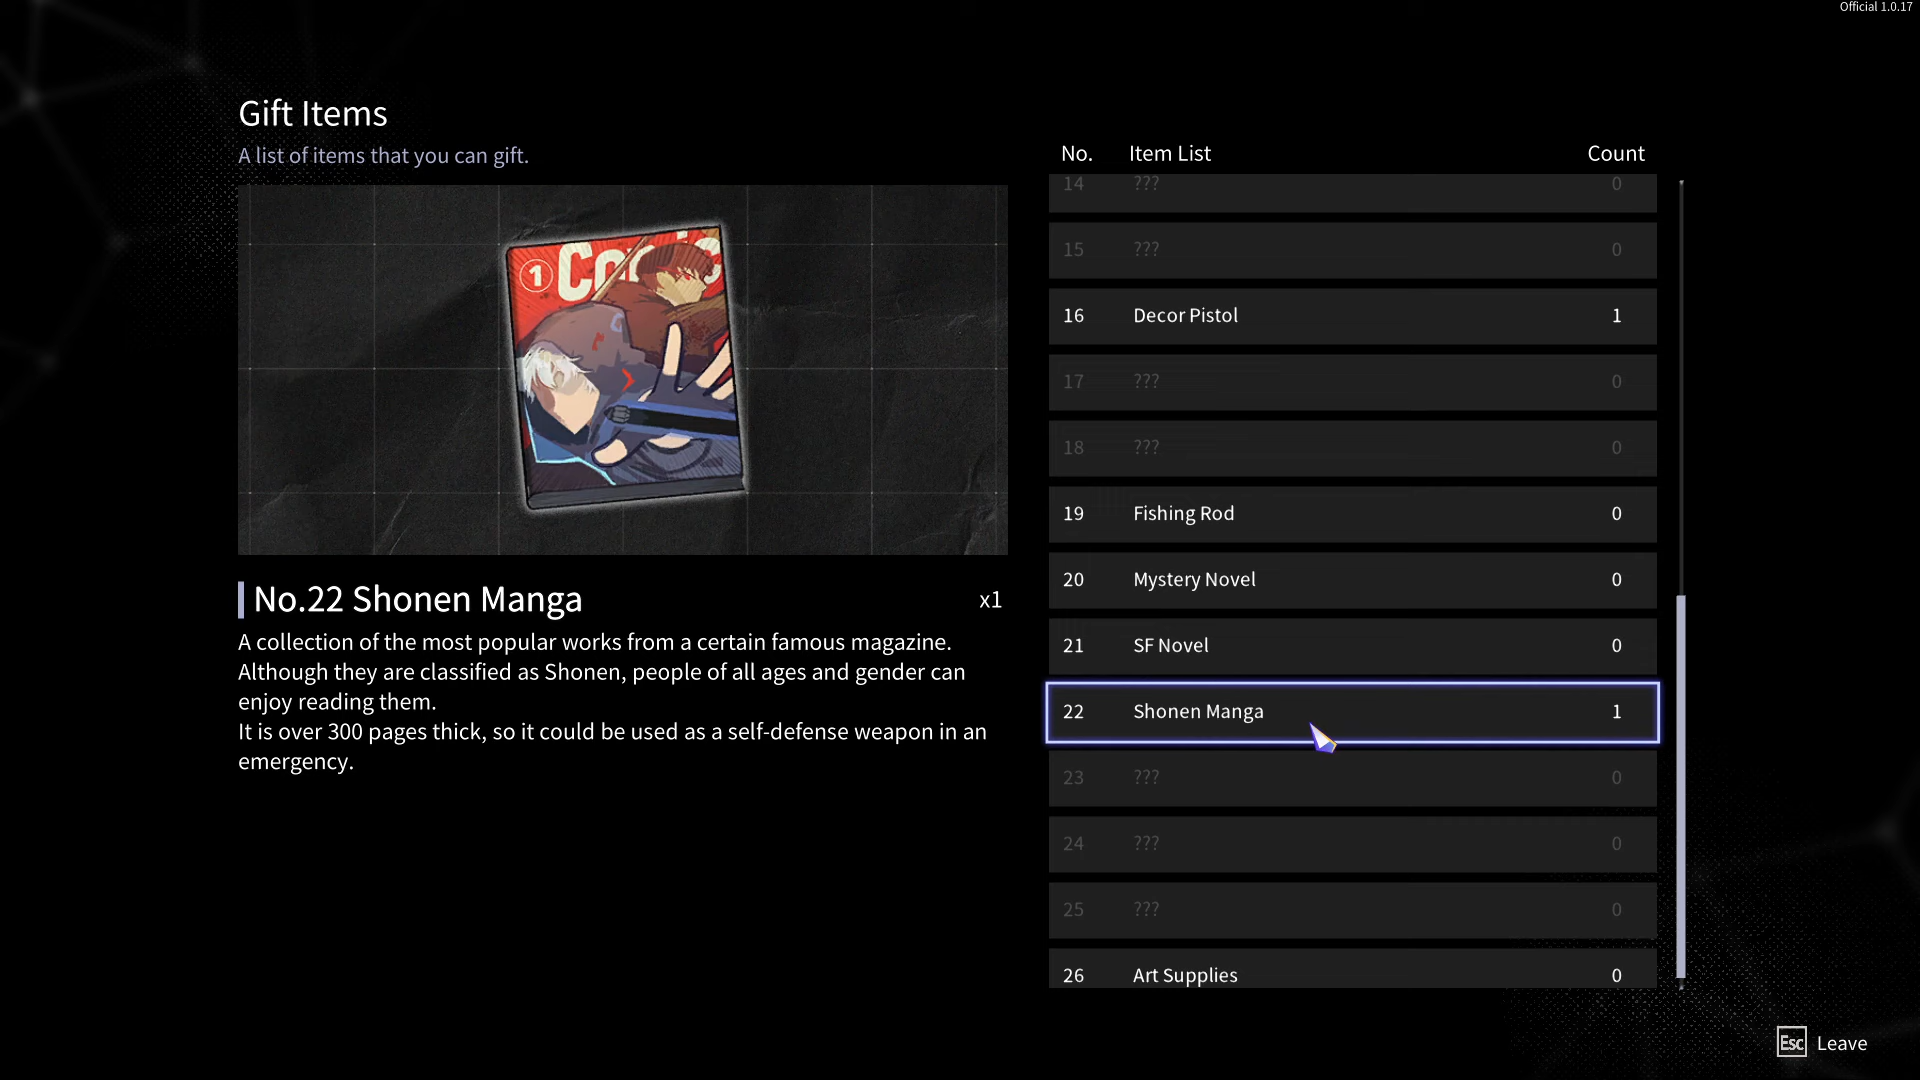 Official 1.0.17
Gift Items
A list of items that you can gift.
1
No.22 Shonen Manga x1
A collection of the most popular works from a certain famous magazine.
Although they are classified as Shonen, people of all ages and gender can
enjoy reading them.
It is over 300 pages thick, so it could be used as a self-defense weapon in an
emergency.
No. Item List Count
14 ??? 0
15 ??? 0
16 Decor Pistol 1
17 ??? 0
18 ??? 0
19 Fishing Rod 0
20 Mystery Novel 0
21 SF Novel 0
22 Shonen Manga 1
23 ??? 0
24 ??? 0
25 ??? 0
26 Art Supplies 0
Esc Leave